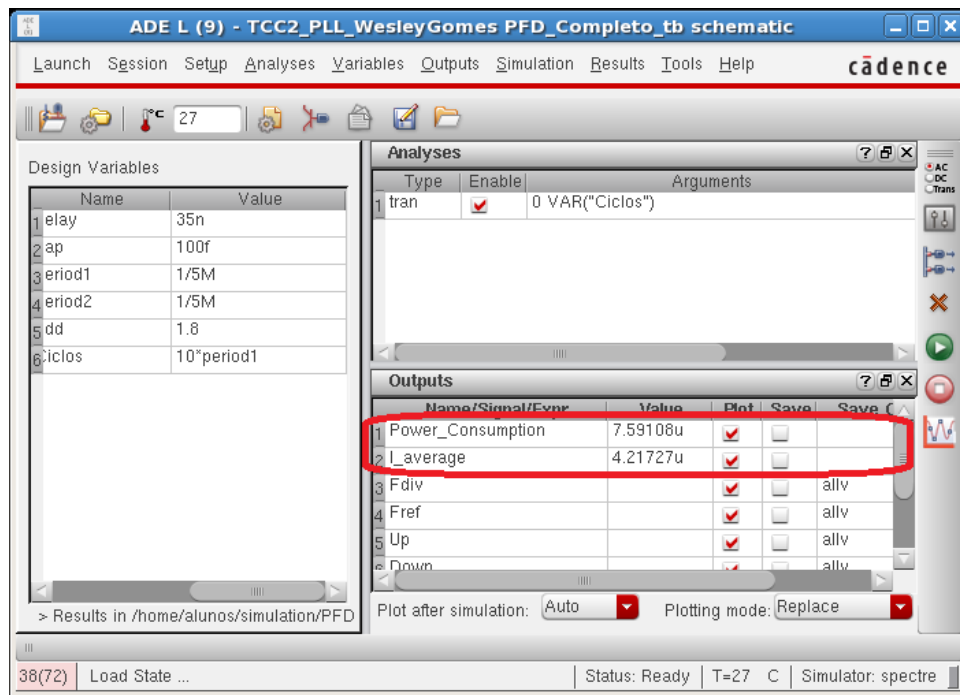 ADE L (9) - TCC2_PLL_WesleyGomes PFD_Completo_tb schematic
Launch Session Setup Analyses Variables Outputs Simulation Results Tools Help cādence
°C 27
Design Variables
Name Value
1 elay 35n
2 ap 100f
3 eriod1 1/5M
4 eriod2 1/5M
5 dd 1.8
6 Ciclos 10*period1
> Results in /home/alunos/simulation/PFD
Analyses ? X
Type Enable Arguments
1 tran 0 VAR("Ciclos")
AC
DC
Trans
Outputs ? X
Name/Signal/Expr Value Plot Save Save
1 Power_Consumption 7.59108u
2 I_average 4.21727u
3 Fdiv allv
4 Fref allv
5 Up allv
6 Down allv
Plot after simulation: Auto Plotting mode: Replace
38(72) Load State ... Status: Ready T=27 C Simulator: spectre